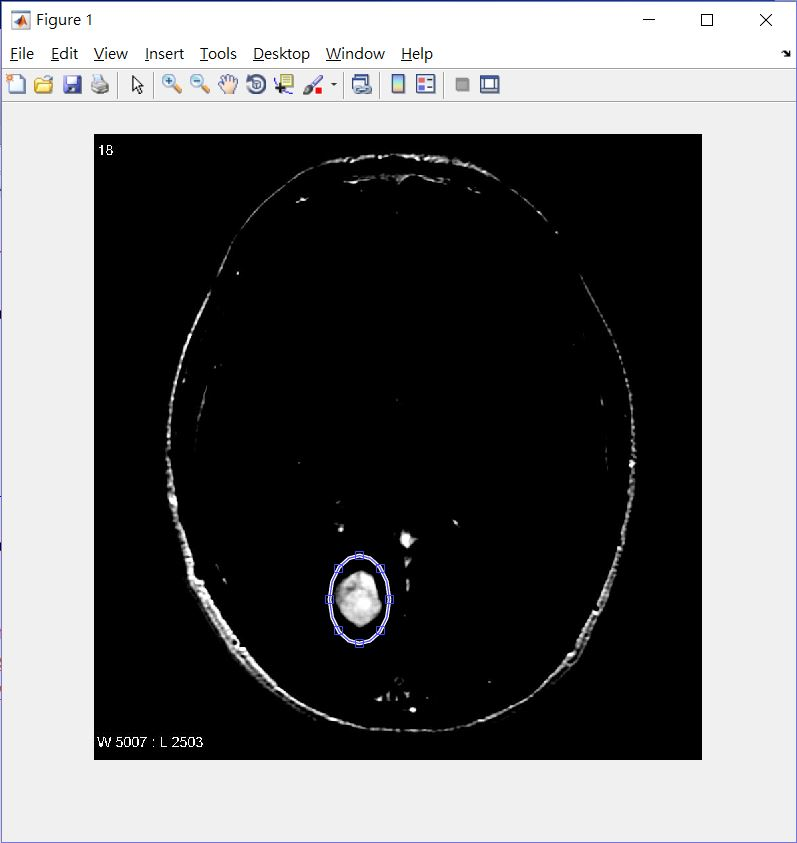 Figure 1
File Edit View Insert Tools Desktop Window Help
18
W 5007 : L 2503